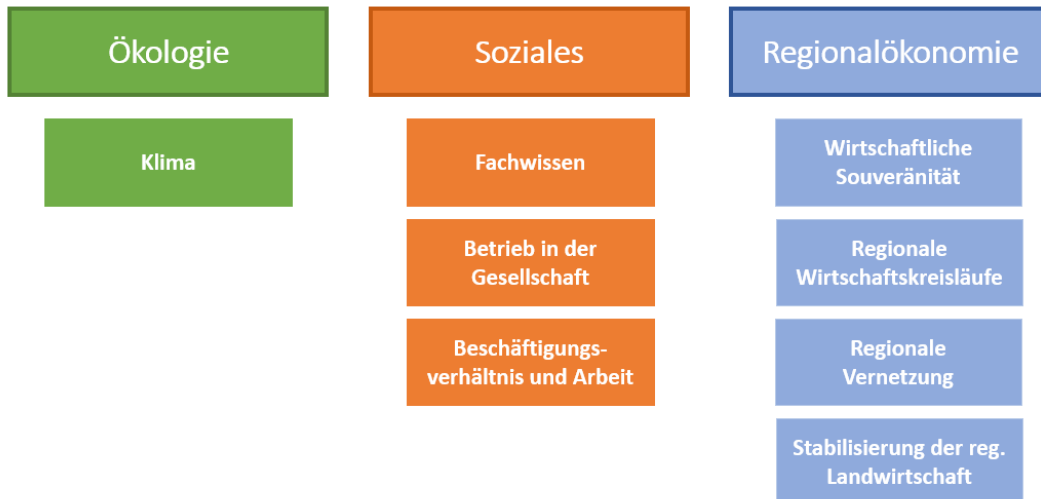 Ökologie
Soziales
Regionalökonomie
Klima
Fachwissen
Wirtschaftliche
Souveränität
Betrieb in der
Gesellschaft
Regionale
Wirtschaftskreisläufe
Beschäftigungs-
verhältnis und Arbeit
Regionale
Vernetzung
Stabilisierung der reg.
Landwirtschaft